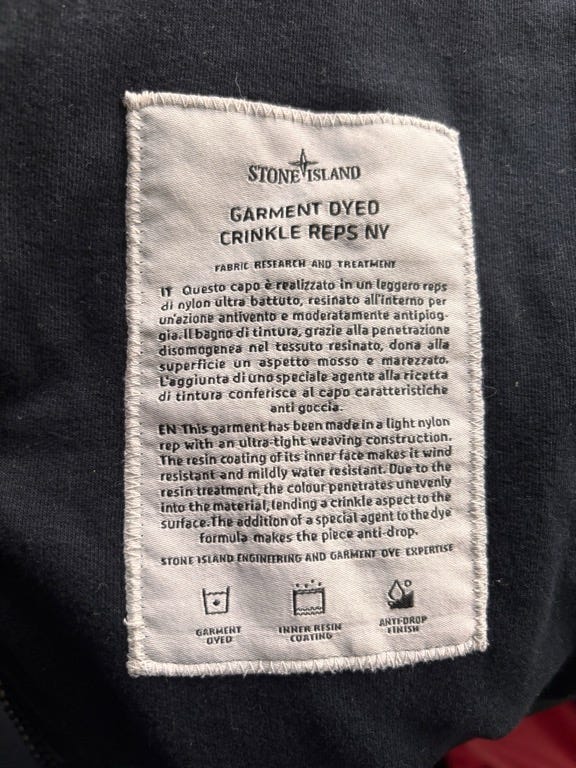 STONE ISLAND
GARMENT DYED
CRINKLE REPS NY
FABRIC RESEARCH AND TREATMENT
IT Questo capo è realizzato in un leggero reps
di nylon ultra battuto, resinato all'interno per
un'azione antivento e moderatamente antipiog-
gia. Il bagno di tintura, grazie alla penetrazione
disomogenea nel tessuto resinato, dona alla
superficie un aspetto mosso e marezzato.
L'aggiunta di uno speciale agente alla ricetta
di tintura conferisce al capo caratteristiche
anti goccia.
EN This garment has been made in a light nylon
rep with an ultra-tight weaving construction.
The resin coating of its inner face makes it wind
resistant and mildly water resistant. Due to the
resin treatment, the colour penetrates unevenly
into the material, lending a crinkle aspect to the
surface. The addition of a special agent to the dye
formula makes the piece anti-drop.
STONE ISLAND ENGINEERING AND GARMENT DYE EXPERTISE
GARMENT DYED
INNER RESIN COATING
ANTI-DROP FINISH